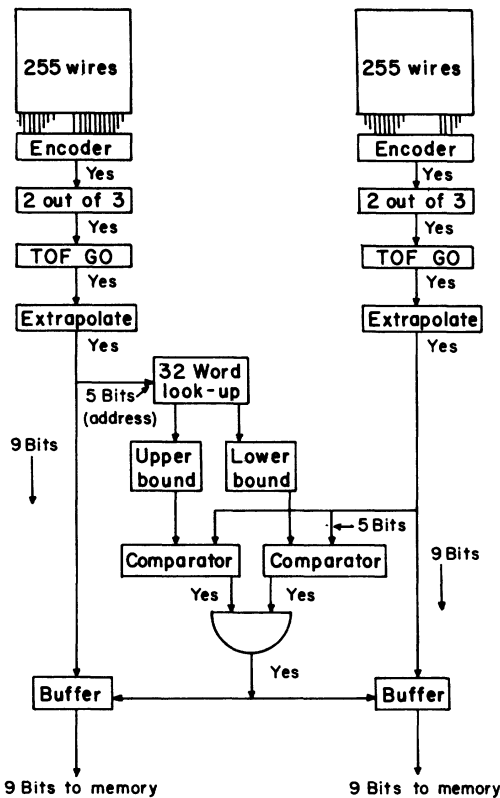 255 wires
255 wires
Encoder
Encoder
Yes
Yes
2 out of 3
2 out of 3
Yes
Yes
TOF GO
TOF GO
Yes
Yes
Extrapolate
Extrapolate
Yes
Yes
32 Word
look-up
5 Bits
(address)
9 Bits
Upper
bound
Lower
bound
5 Bits
Comparator
Comparator
9 Bits
Yes
Yes
Yes
Buffer
Buffer
9 Bits to memory
9 Bits to memory